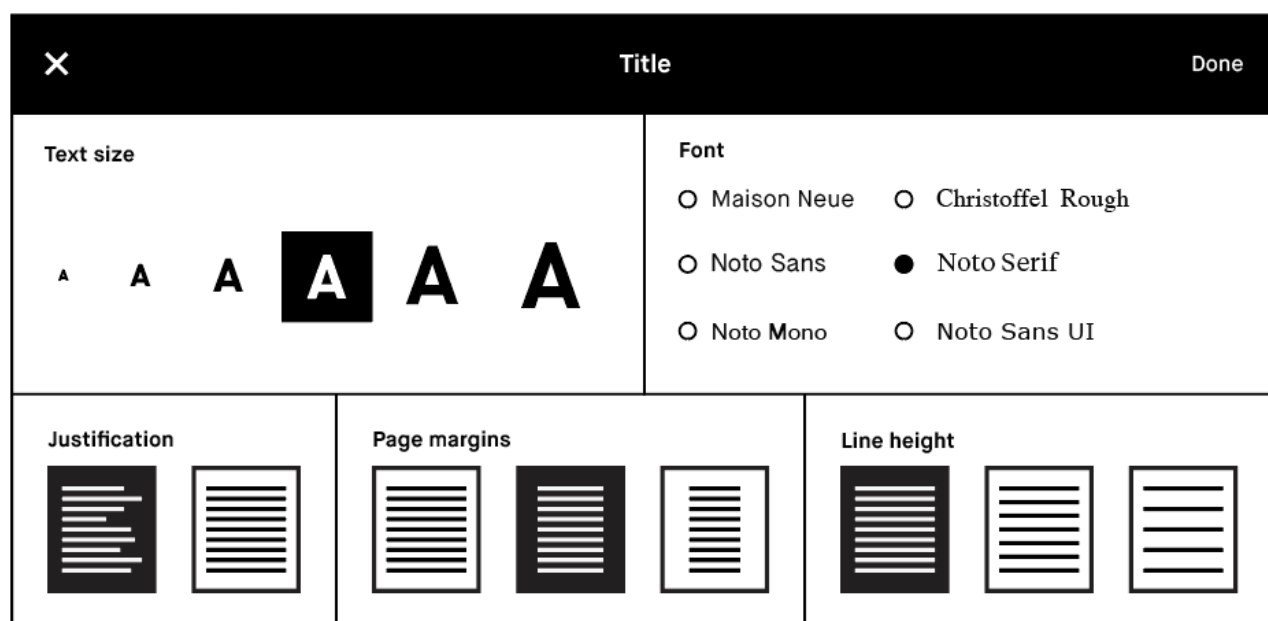 ✕ Title Done
Text size
A A A A A A
Font
Maison Neue
Christoffel Rough
Noto Sans
Noto Serif
Noto Mono
Noto Sans UI
Justification
Page margins
Line height